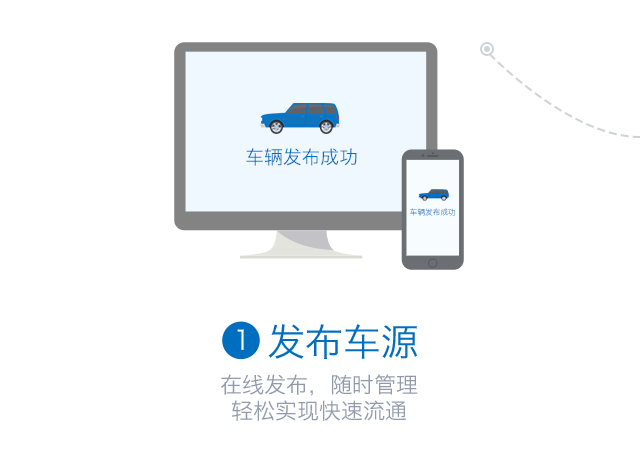 车辆发布成功
车辆发布成功
1 发布车源
在线发布，随时管理
轻松实现快速流通